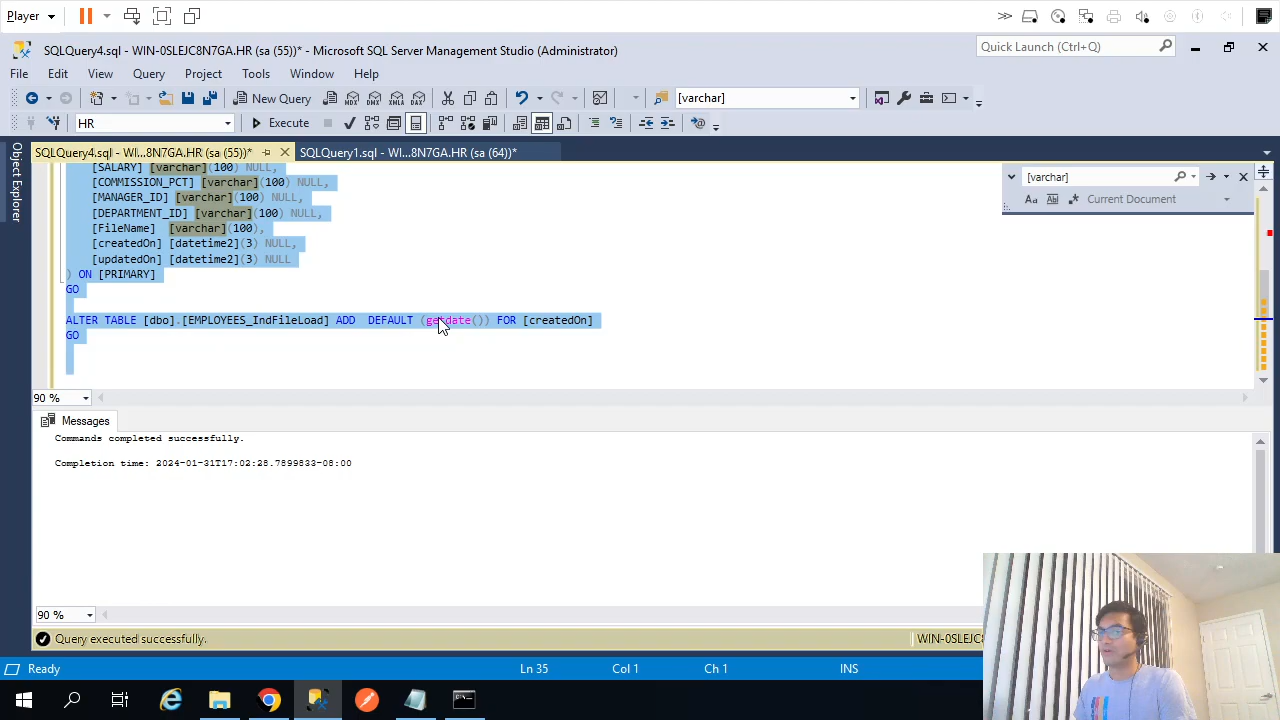 Player
SQLQuery4.sql - WIN-0SLEJC8N7GA.HR (sa (55))* - Microsoft SQL Server Management Studio (Administrator)
Quick Launch (Ctrl+Q)
File Edit View Query Project Tools Window Help
New Query
[varchar]
HR
Execute
SQLQuery4.sql - WI...8N7GA.HR (sa (55))*
SQLQuery1.sql - WI...8N7GA.HR (sa (64))*
Object Explorer
[varchar]
Current Document
[SALARY] [varchar](100) NULL,
[COMMISSION_PCT] [varchar](100) NULL,
[MANAGER_ID] [varchar](100) NULL,
[DEPARTMENT_ID] [varchar](100) NULL,
[FileName] [varchar](100),
[createdOn] [datetime2](3) NULL,
[updatedOn] [datetime2](3) NULL
) ON [PRIMARY]
GO
ALTER TABLE [dbo].[EMPLOYEES_IndFileLoad] ADD DEFAULT (getdate()) FOR [createdOn]
GO
90 %
Messages
Commands completed successfully.
Completion time: 2024-01-31T17:02:28.7899833-08:00
90 %
Query executed successfully.
WIN-0SLEJC8
Ready
Ln 35
Col 1
Ch 1
INS